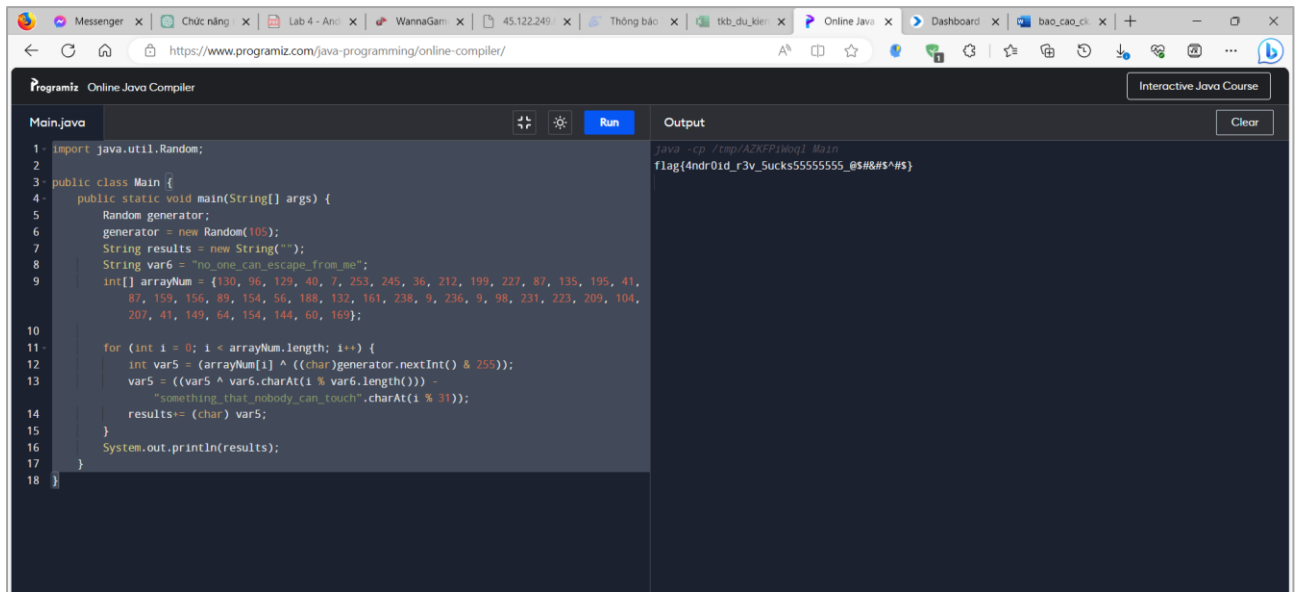 Messenger
Chức năng
Lab 4 - And
WannaGam
45.122.249.
Thông báo
tkb_du_kien
Online Java
Dashboard
bao_cao_ck
https://www.programiz.com/java-programming/online-compiler/
Programiz Online Java Compiler
Interactive Java Course
Main.java
Run
Output
Clear
1 import java.util.Random;
2
3 public class Main {
4 public static void main(String[] args) {
5 Random generator;
6 generator = new Random(105);
7 String results = new String("");
8 String var6 = "no_one_can_escape_from_me";
9 int[] arrayNum = {130, 96, 129, 40, 7, 253, 245, 36, 212, 199, 227, 87, 135, 195, 41,
87, 159, 156, 89, 154, 56, 188, 132, 161, 238, 9, 236, 9, 98, 231, 223, 209, 104,
207, 41, 149, 64, 154, 144, 60, 169};
10
11 for (int i = 0; i < arrayNum.length; i++) {
12 int var5 = (arrayNum[i] ^ ((char)generator.nextInt() & 255));
13 var5 = ((var5 ^ var6.charAt(i % var6.length())) -
"something_that_nobody_can_touch".charAt(i % 31));
14 results+= (char) var5;
15 }
16 System.out.println(results);
17 }
18 }
java -cp /tmp/AZKFPiWoql Main
flag{4ndr0id_r3v_5ucks55555555_@$#&#$^#$}